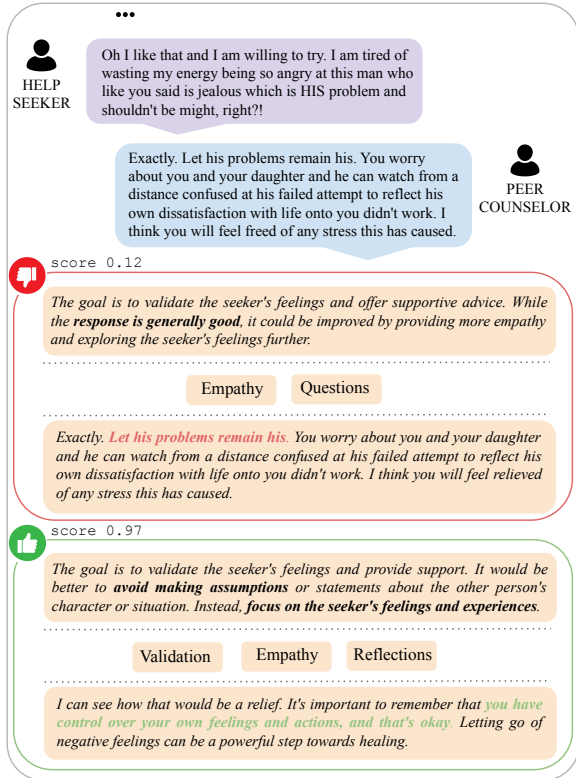 ...
Oh I like that and I am willing to try. I am tired of
wasting my energy being so angry at this man who
like you said is jealous which is HIS problem and
shouldn't be might, right?!
HELP
SEEKER
Exactly. Let his problems remain his. You worry
about you and your daughter and he can watch from a
distance confused at his failed attempt to reflect his
own dissatisfaction with life onto you didn't work. I
think you will feel freed of any stress this has caused.
PEER
COUNSELOR
score 0.12
The goal is to validate the seeker's feelings and offer supportive advice. While
the response is generally good, it could be improved by providing more empathy
and exploring the seeker's feelings further.
Empathy Questions
Exactly. Let his problems remain his. You worry about you and your daughter
and he can watch from a distance confused at his failed attempt to reflect his
own dissatisfaction with life onto you didn't work. I think you will feel relieved
of any stress this has caused.
score 0.97
The goal is to validate the seeker's feelings and provide support. It would be
better to avoid making assumptions or statements about the other person's
character or situation. Instead, focus on the seeker's feelings and experiences.
Validation Empathy Reflections
I can see how that would be a relief. It's important to remember that you have
control over your own feelings and actions, and that's okay. Letting go of
negative feelings can be a powerful step towards healing.